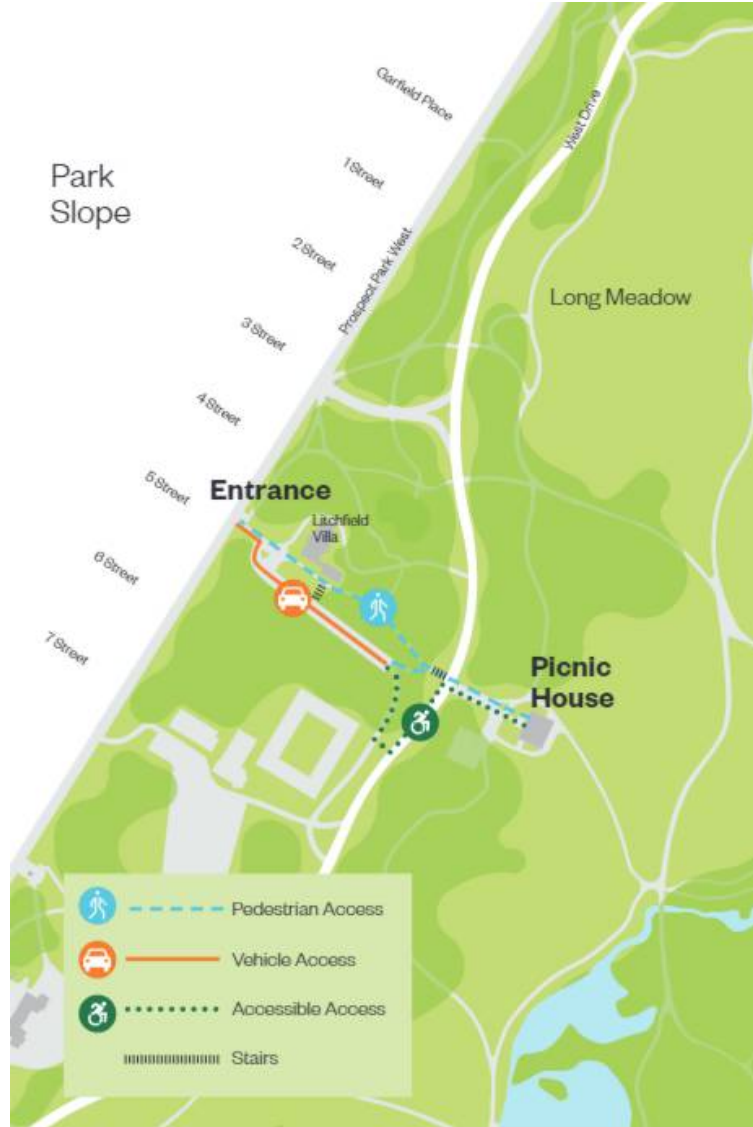 Garfield Place
1 Street
2 Street
3 Street
4 Street
5 Street
6 Street
7 Street
Park
Slope
Prospect Park West
West Drive
Long Meadow
Entrance
Litchfield
Villa
Picnic
House
Pedestrian Access
Vehicle Access
Accessible Access
Stairs